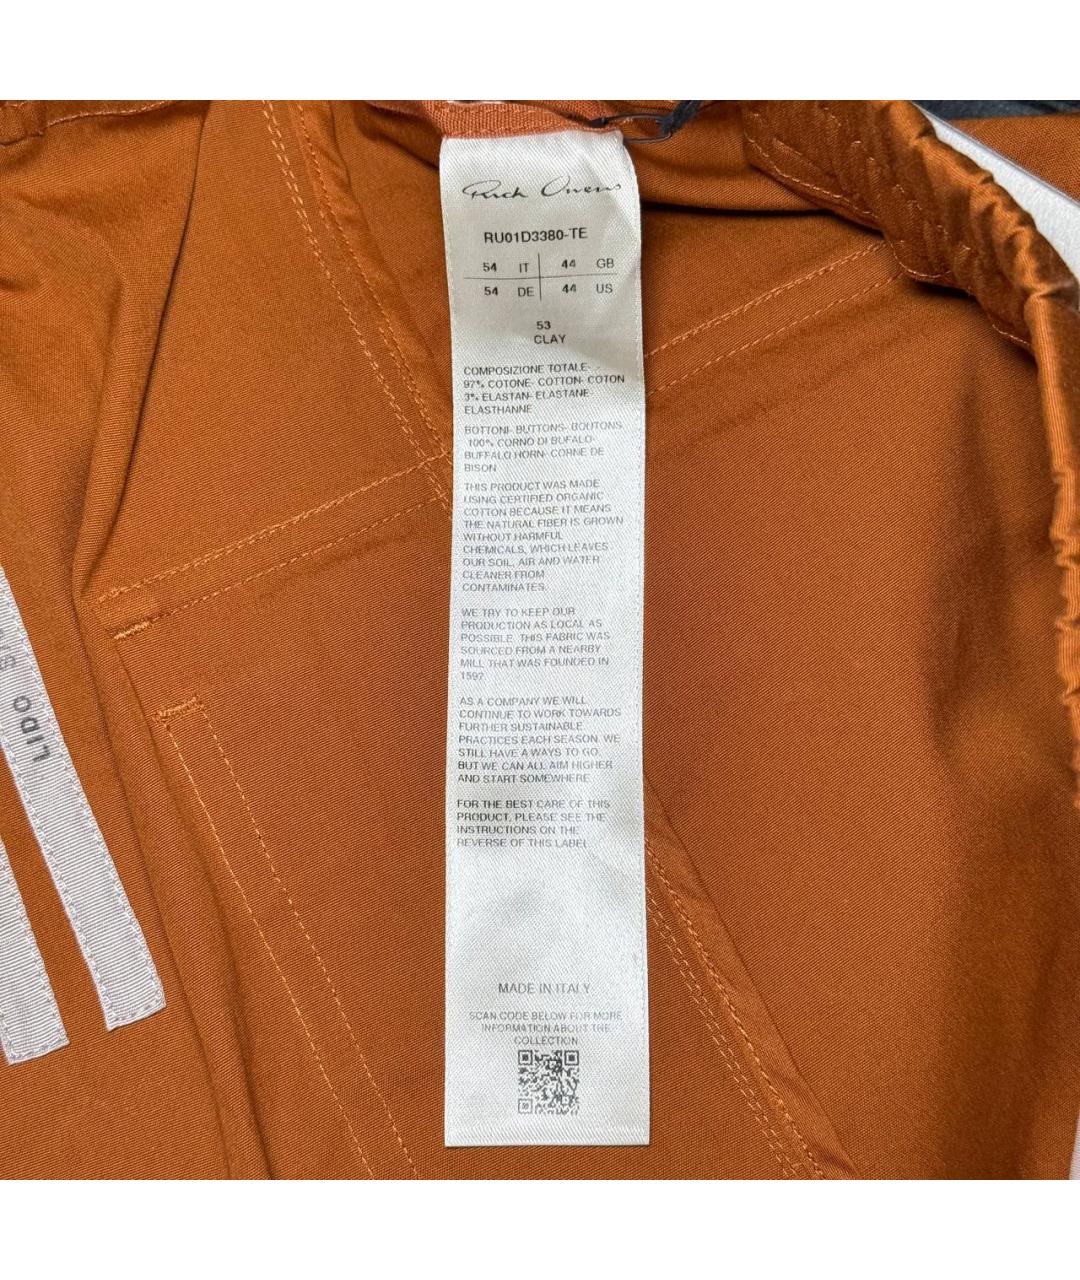 Rick Owens
RU01D3380-TE
54 IT 44 GB
54 DE 44 US
53
CLAY
COMPOSIZIONE TOTALE-
97% COTONE- COTTON- COTON
3% ELASTAN- ELASTANE-
ELASTHANNE
BOTTONI- BUTTONS- BOUTONS
100% CORNO DI BUFALO-
BUFFALO HORN- CORNE DE
BISON
THIS PRODUCT WAS MADE
USING CERTIFIED ORGANIC
COTTON BECAUSE IT MEANS
THE NATURAL FIBER IS GROWN
WITHOUT HARMFUL
CHEMICALS, WHICH LEAVES
OUR SOIL, AIR AND WATER
CLEANER FROM
CONTAMINATES.
WE TRY TO KEEP OUR
PRODUCTION AS LOCAL AS
POSSIBLE. THIS FABRIC WAS
SOURCED FROM A NEARBY
MILL THAT WAS FOUNDED IN
1597
AS A COMPANY WE WILL
CONTINUE TO WORK TOWARDS
FURTHER SUSTAINABLE
PRACTICES EACH SEASON. WE
STILL HAVE A WAYS TO GO,
BUT WE CAN ALL AIM HIGHER
AND START SOMEWHERE.
FOR THE BEST CARE OF THIS
PRODUCT, PLEASE SEE THE
INSTRUCTIONS ON THE
REVERSE OF THIS LABEL
MADE IN ITALY
SCAN CODE BELOW FOR MORE
INFORMATION ABOUT THE
COLLECTION
LIDO